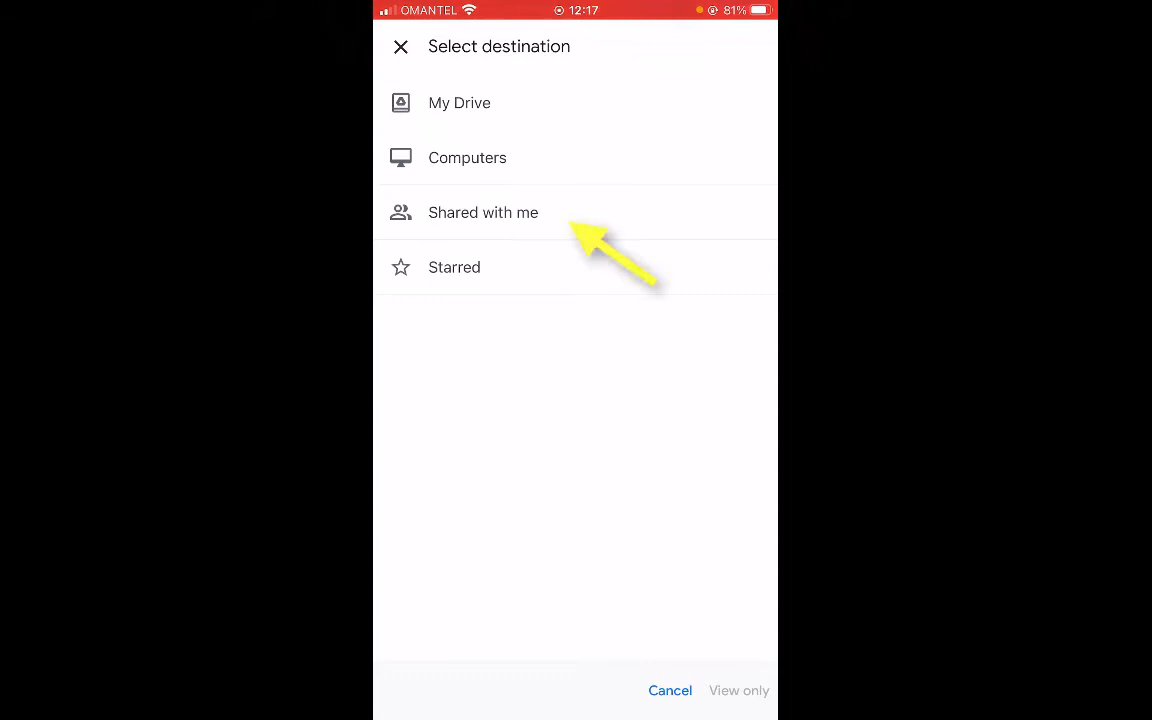 OMANTEL 12:17 81%
Select destination
My Drive
Computers
Shared with me
Starred
Cancel View only